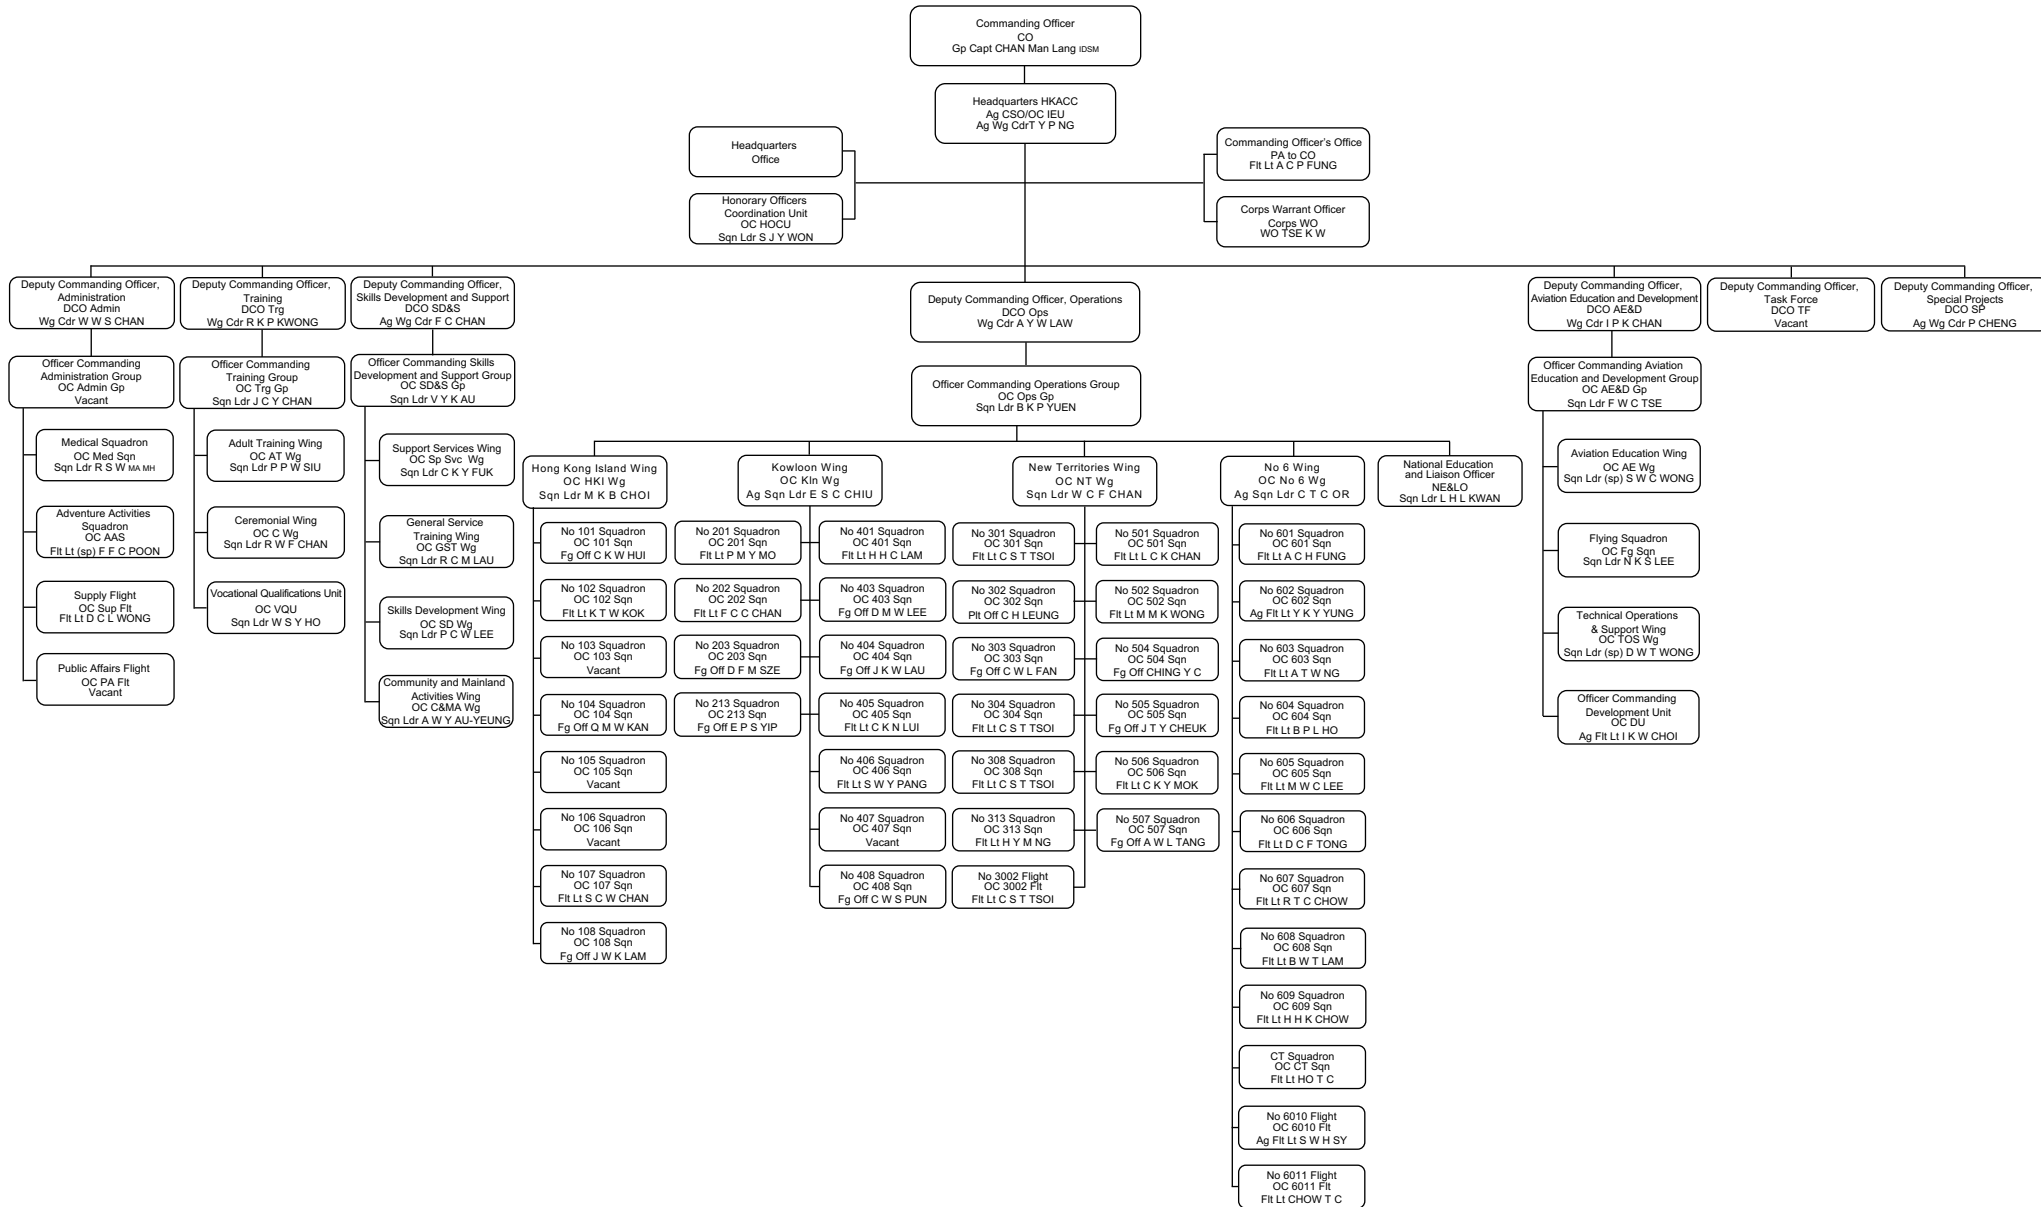 Commanding Officer
CO
Gp Capt CHAN Man Lang IDSM
Headquarters HKACC
Ag CSO/OC IEU
Ag Wg CdrT Y P NG
Headquarters
Office
Commanding Officer's Office
PA to CO
Flt Lt A C P FUNG
Honorary Officers
Coordination Unit
OC HOCU
Sqn Ldr S J Y WON
Corps Warrant Officer
Corps WO
WO TSE K W
Deputy Commanding Officer,
Administration
DCO Admin
Wg Cdr W W S CHAN
Deputy Commanding Officer,
Training
DCO Trg
Wg Cdr R K P KWONG
Deputy Commanding Officer,
Skills Development and Support
DCO SD&S
Ag Wg Cdr F C CHAN
Deputy Commanding Officer, Operations
DCO Ops
Wg Cdr A Y W LAW
Deputy Commanding Officer,
Aviation Education and Development
DCO AE&D
Wg Cdr I P K CHAN
Deputy Commanding Officer,
Task Force
DCO TF
Vacant
Deputy Commanding Officer,
Special Projects
DCO SP
Ag Wg Cdr P CHENG
Officer Commanding
Administration Group
OC Admin Gp
Vacant
Officer Commanding
Training Group
OC Trg Gp
Sqn Ldr J C Y CHAN
Officer Commanding Skills
Development and Support Group
OC SD&S Gp
Sqn Ldr V Y K AU
Officer Commanding Operations Group
OC Ops Gp
Sqn Ldr B K P YUEN
Officer Commanding Aviation
Education and Development Group
OC AE&D Gp
Sqn Ldr F W C TSE
Medical Squadron
OC Med Sqn
Sqn Ldr R S W MA MH
Adventure Activities
Squadron
OC AAS
Flt Lt (sp) F F C POON
Supply Flight
OC Sup Flt
Flt Lt D C L WONG
Public Affairs Flight
OC PA Flt
Vacant
Adult Training Wing
OC AT Wg
Sqn Ldr P P W SIU
Ceremonial Wing
OC C Wg
Sqn Ldr R W F CHAN
Vocational Qualifications Unit
OC VQU
Sqn Ldr W S Y HO
Support Services Wing
OC Sp Svc Wg
Sqn Ldr C K Y FUK
General Service
Training Wing
OC GST Wg
Sqn Ldr R C M LAU
Skills Development Wing
OC SD Wg
Sqn Ldr P C W LEE
Community and Mainland
Activities Wing
OC C&MA Wg
Sqn Ldr A W Y AU-YEUNG
Hong Kong Island Wing
OC HKI Wg
Sqn Ldr M K B CHOI
No 101 Squadron
OC 101 Sqn
Fg Off C K W HUI
No 102 Squadron
OC 102 Sqn
Flt Lt K T W KOK
No 103 Squadron
OC 103 Sqn
Vacant
No 104 Squadron
OC 104 Sqn
Fg Off Q M W KAN
No 105 Squadron
OC 105 Sqn
Vacant
No 106 Squadron
OC 106 Sqn
Vacant
No 107 Squadron
OC 107 Sqn
Flt Lt S C W CHAN
No 108 Squadron
OC 108 Sqn
Fg Off J W K LAM
Kowloon Wing
OC Kln Wg
Ag Sqn Ldr E S C CHIU
No 201 Squadron
OC 201 Sqn
Flt Lt P M Y MO
No 202 Squadron
OC 202 Sqn
Flt Lt F C C CHAN
No 203 Squadron
OC 203 Sqn
Fg Off D F M SZE
No 213 Squadron
OC 213 Sqn
Fg Off E P S YIP
No 401 Squadron
OC 401 Sqn
Flt Lt H H C LAM
No 403 Squadron
OC 403 Sqn
Fg Off D M W LEE
No 404 Squadron
OC 404 Sqn
Fg Off J K W LAU
No 405 Squadron
OC 405 Sqn
Flt Lt C K N LUI
No 406 Squadron
OC 406 Sqn
Flt Lt S W Y PANG
No 407 Squadron
OC 407 Sqn
Vacant
No 408 Squadron
OC 408 Sqn
Fg Off C W S PUN
New Territories Wing
OC NT Wg
Sqn Ldr W C F CHAN
No 301 Squadron
OC 301 Sqn
Flt Lt C S T TSOI
No 302 Squadron
OC 302 Sqn
Plt Off C H LEUNG
No 303 Squadron
OC 303 Sqn
Fg Off C W L FAN
No 304 Squadron
OC 304 Sqn
Flt Lt C S T TSOI
No 308 Squadron
OC 308 Sqn
Flt Lt C S T TSOI
No 313 Squadron
OC 313 Sqn
Flt Lt H Y M NG
No 3002 Flight
OC 3002 Flt
Flt Lt C S T TSOI
No 501 Squadron
OC 501 Sqn
Flt Lt L C K CHAN
No 502 Squadron
OC 502 Sqn
Flt Lt M M K WONG
No 504 Squadron
OC 504 Sqn
Fg Off CHING Y C
No 505 Squadron
OC 505 Sqn
Fg Off J T Y CHEUK
No 506 Squadron
OC 506 Sqn
Flt Lt C K Y MOK
No 507 Squadron
OC 507 Sqn
Fg Off A W L TANG
No 6 Wing
OC No 6 Wg
Ag Sqn Ldr C T C OR
No 601 Squadron
OC 601 Sqn
Flt Lt A C H FUNG
No 602 Squadron
OC 602 Sqn
Ag Flt Lt Y K Y YUNG
No 603 Squadron
OC 603 Sqn
Flt Lt A T W NG
No 604 Squadron
OC 604 Sqn
Flt Lt B P L HO
No 605 Squadron
OC 605 Sqn
Flt Lt M W C LEE
No 606 Squadron
OC 606 Sqn
Flt Lt D C F TONG
No 607 Squadron
OC 607 Sqn
Flt Lt R T C CHOW
No 608 Squadron
OC 608 Sqn
Flt Lt B W T LAM
No 609 Squadron
OC 609 Sqn
Flt Lt H H K CHOW
CT Squadron
OC CT Sqn
Flt Lt HO T C
No 6010 Flight
OC 6010 Flt
Ag Flt Lt S W H SY
No 6011 Flight
OC 6011 Flt
Flt Lt CHOW T C
National Education
and Liaison Officer
NE&LO
Sqn Ldr L H L KWAN
Aviation Education Wing
OC AE Wg
Sqn Ldr (sp) S W C WONG
Flying Squadron
OC Fg Sqn
Sqn Ldr N K S LEE
Technical Operations
& Support Wing
OC TOS Wg
Sqn Ldr (sp) D W T WONG
Officer Commanding
Development Unit
OC DU
Ag Flt Lt I K W CHOI